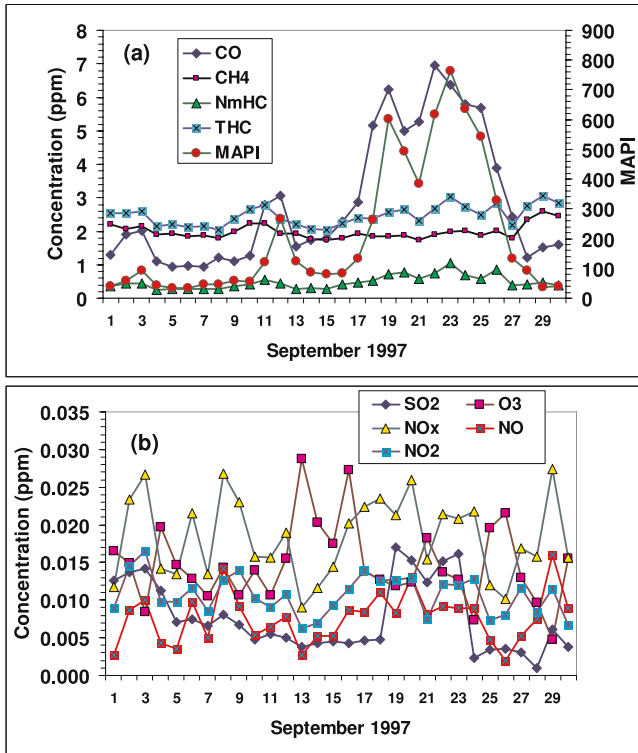 (a)
CO
CH4
NmHC
THC
MAPI
Concentration (ppm)
8
7
6
5
4
3
2
1
0
900
800
700
600
500
400
300
200
100
0
MAPI
1 3 5 7 9 11 13 15 17 19 21 23 25 27 29
September 1997
(b)
SO2 O3
NOx NO
NO2
Concentration (ppm)
0.035
0.030
0.025
0.020
0.015
0.010
0.005
0.000
1 3 5 7 9 11 13 15 17 19 21 23 25 27 29
September 1997